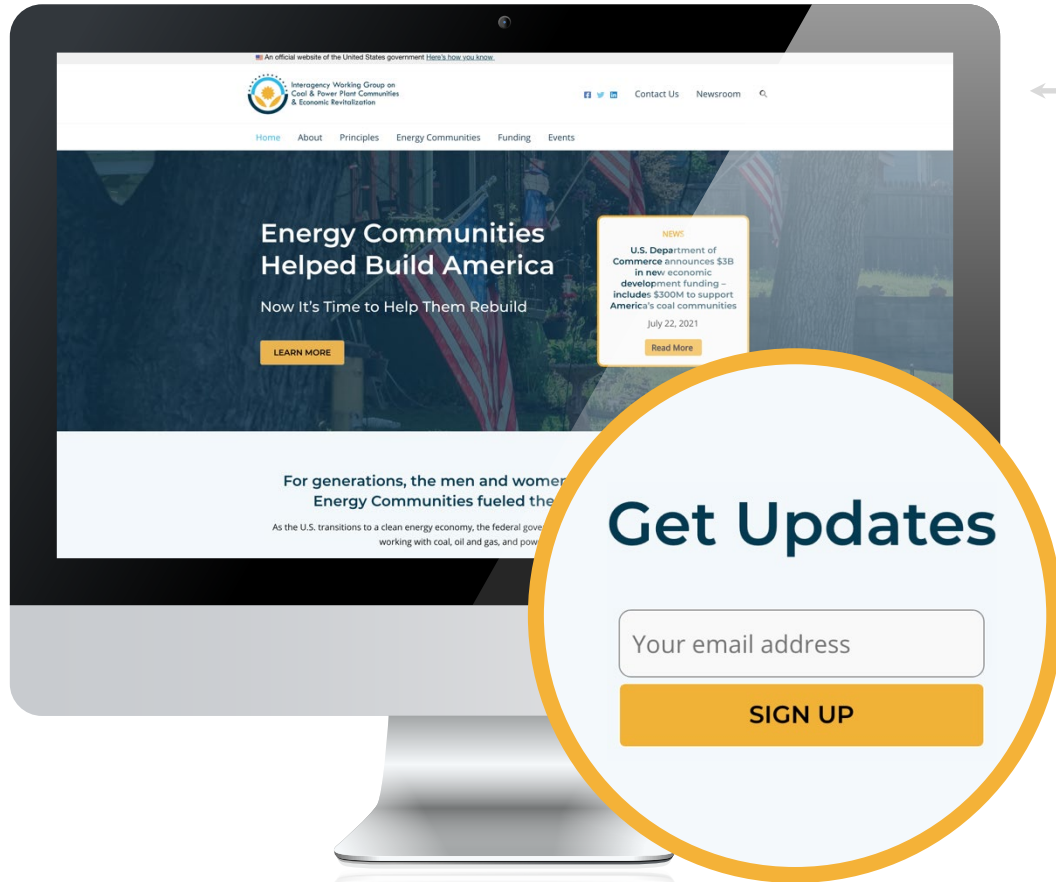 An official website of the United States government Here's how you know.
Interagency Working Group on
Coal & Power Plant Communities
& Economic Revitalization
Contact Us Newsroom
Home About Principles Energy Communities Funding Events
Energy Communities
Helped Build America
Now It's Time to Help Them Rebuild
LEARN MORE
NEWS
U.S. Department of
Commerce announces $3B
in new economic
development funding –
includes $300M to support
America's coal communities
July 22, 2021
Read More
For generations, the men and women
Energy Communities fueled the
As the U.S. transitions to a clean energy economy, the federal gove
working with coal, oil and gas, and pow
Get Updates
Your email address
SIGN UP